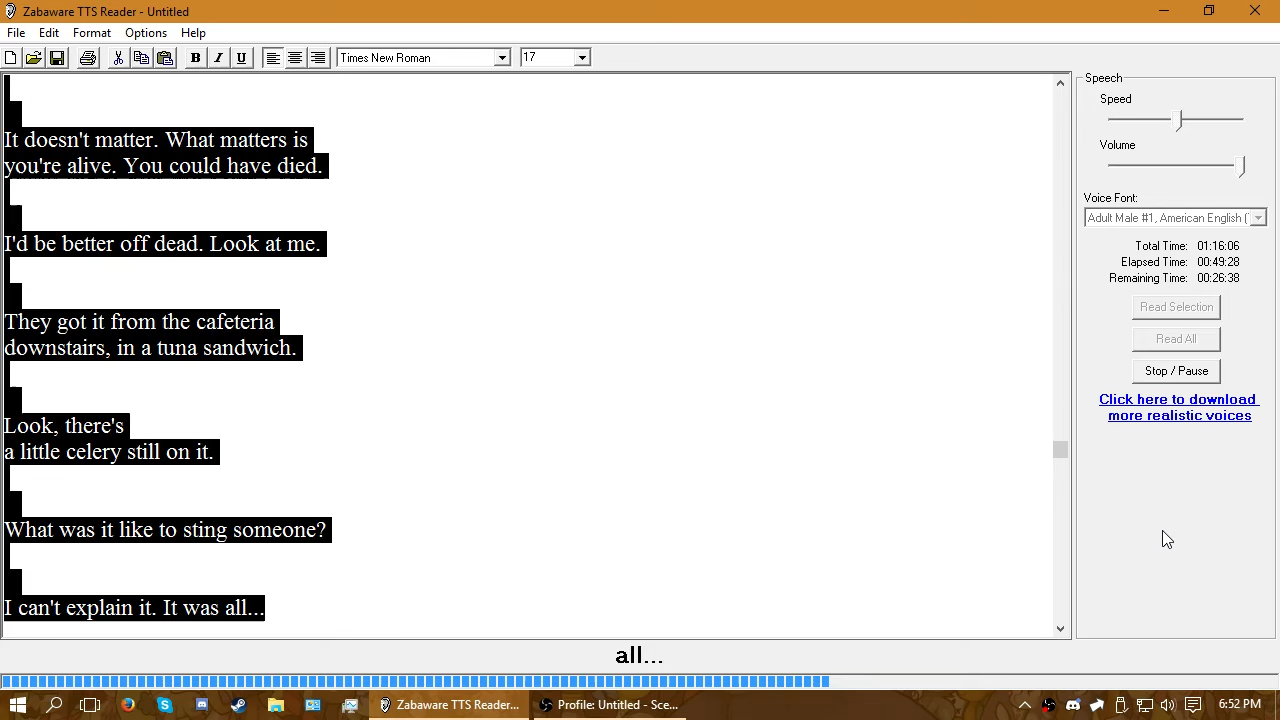 Zabaware TTS Reader - Untitled
File Edit Format Options Help
B I U Times New Roman 17
It doesn't matter. What matters is
you're alive. You could have died.
I'd be better off dead. Look at me.
They got it from the cafeteria
downstairs, in a tuna sandwich.
Look, there's
a little celery still on it.
What was it like to sting someone?
I can't explain it. It was all...
Speech
Speed
Volume
Voice Font:
Adult Male #1, American English (
Total Time: 01:16:06
Elapsed Time: 00:49:28
Remaining Time: 00:26:38
Read Selection
Read All
Stop / Pause
Click here to download
more realistic voices
all...
Zabaware TTS Reader... Profile: Untitled - Sce... 6:52 PM